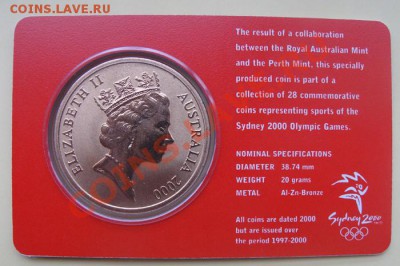 COINS.LAVE.RU
ELIZABETH II AUSTRALIA 2000
The result of a collaboration
between the Royal Australian Mint
and the Perth Mint, this specially
produced coin is part of a
collection of 28 commemorative
coins representing sports of the
Sydney 2000 Olympic Games.
NOMINAL SPECIFICATIONS
DIAMETER 38.74 mm
WEIGHT 20 grams
METAL Al-Zn-Bronze
All coins are dated 2000
but are issued over
the period 1997-2000
Sydney 2000